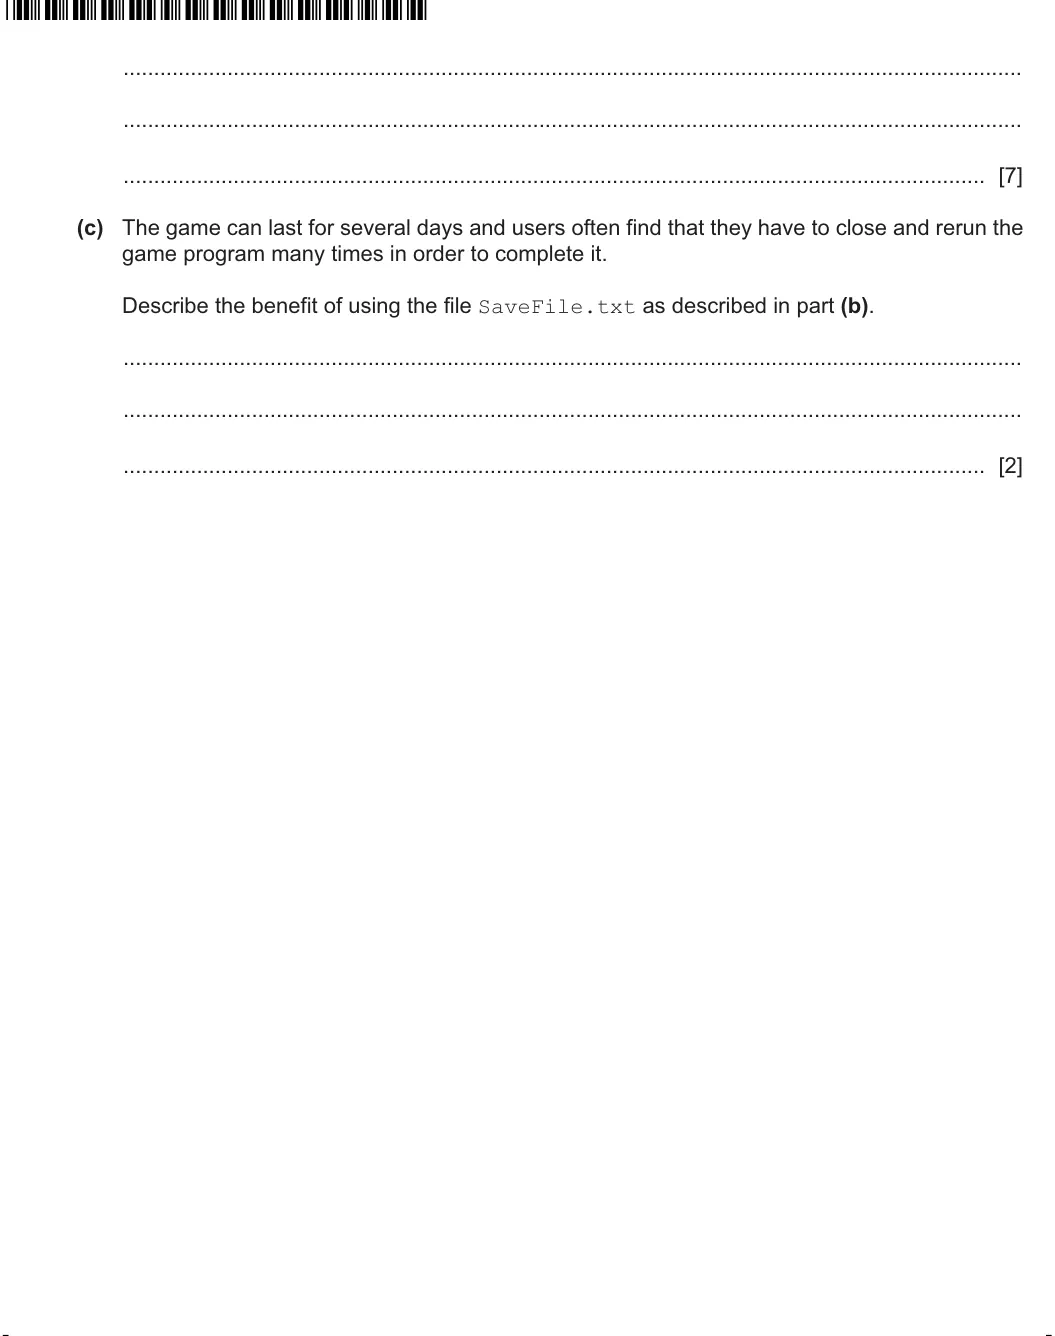 ....................................................................................................................................................
....................................................................................................................................................
.............................................................................................................................................. [7]
(c) The game can last for several days and users often find that they have to close and rerun the
game program many times in order to complete it.
Describe the benefit of using the file SaveFile.txt as described in part (b).
....................................................................................................................................................
....................................................................................................................................................
.............................................................................................................................................. [2]